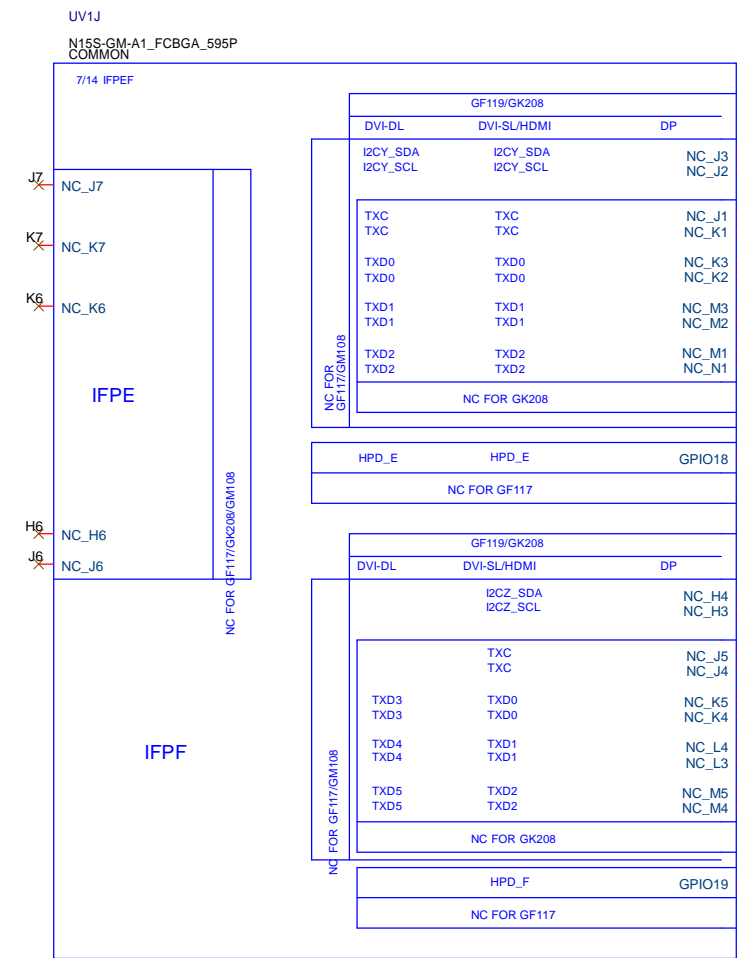 UV1J
N15S-GM-A1_FCBGA_595P
COMMON
7/14 IFPEF
GF119/GK208
DVI-DL DVI-SL/HDMI DP
I2CY_SDA I2CY_SDA NC_J3
I2CY_SCL I2CY_SCL NC_J2
J7 NC_J7
TXC TXC NC_J1
TXC TXC NC_K1
K7 NC_K7
TXD0 TXD0 NC_K3
TXD0 TXD0 NC_K2
K6 NC_K6
TXD1 TXD1 NC_M3
TXD1 TXD1 NC_M2
TXD2 TXD2 NC_M1
TXD2 TXD2 NC_N1
NC FOR
GF117/GM108
IFPE
NC FOR GK208
HPD_E HPD_E GPIO18
NC FOR GF117
NC FOR GF117/GK208/GM108
H6 NC_H6
J6 NC_J6
GF119/GK208
DVI-DL DVI-SL/HDMI DP
I2CZ_SDA NC_H4
I2CZ_SCL NC_H3
TXC NC_J5
TXC NC_J4
TXD3 TXD0 NC_K5
TXD3 TXD0 NC_K4
IFPF
TXD4 TXD1 NC_L4
TXD4 TXD1 NC_L3
TXD5 TXD2 NC_M5
TXD5 TXD2 NC_M4
NC FOR GF117/GM108
NC FOR GK208
HPD_F GPIO19
NC FOR GF117